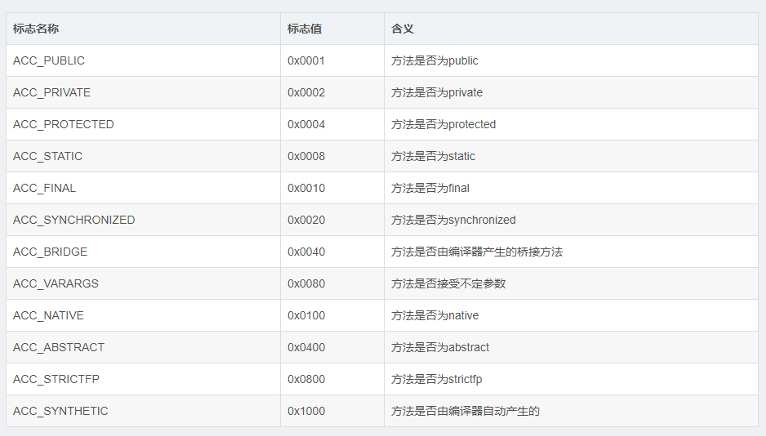 标志名称 标志值 含义
ACC_PUBLIC 0x0001 方法是否为public
ACC_PRIVATE 0x0002 方法是否为private
ACC_PROTECTED 0x0004 方法是否为protected
ACC_STATIC 0x0008 方法是否为static
ACC_FINAL 0x0010 方法是否为final
ACC_SYNCHRONIZED 0x0020 方法是否为synchronized
ACC_BRIDGE 0x0040 方法是否由编译器产生的桥接方法
ACC_VARARGS 0x0080 方法是否接受不定参数
ACC_NATIVE 0x0100 方法是否为native
ACC_ABSTRACT 0x0400 方法是否为abstract
ACC_STRICTFP 0x0800 方法是否为strictfp
ACC_SYNTHETIC 0x1000 方法是否由编译器自动产生的